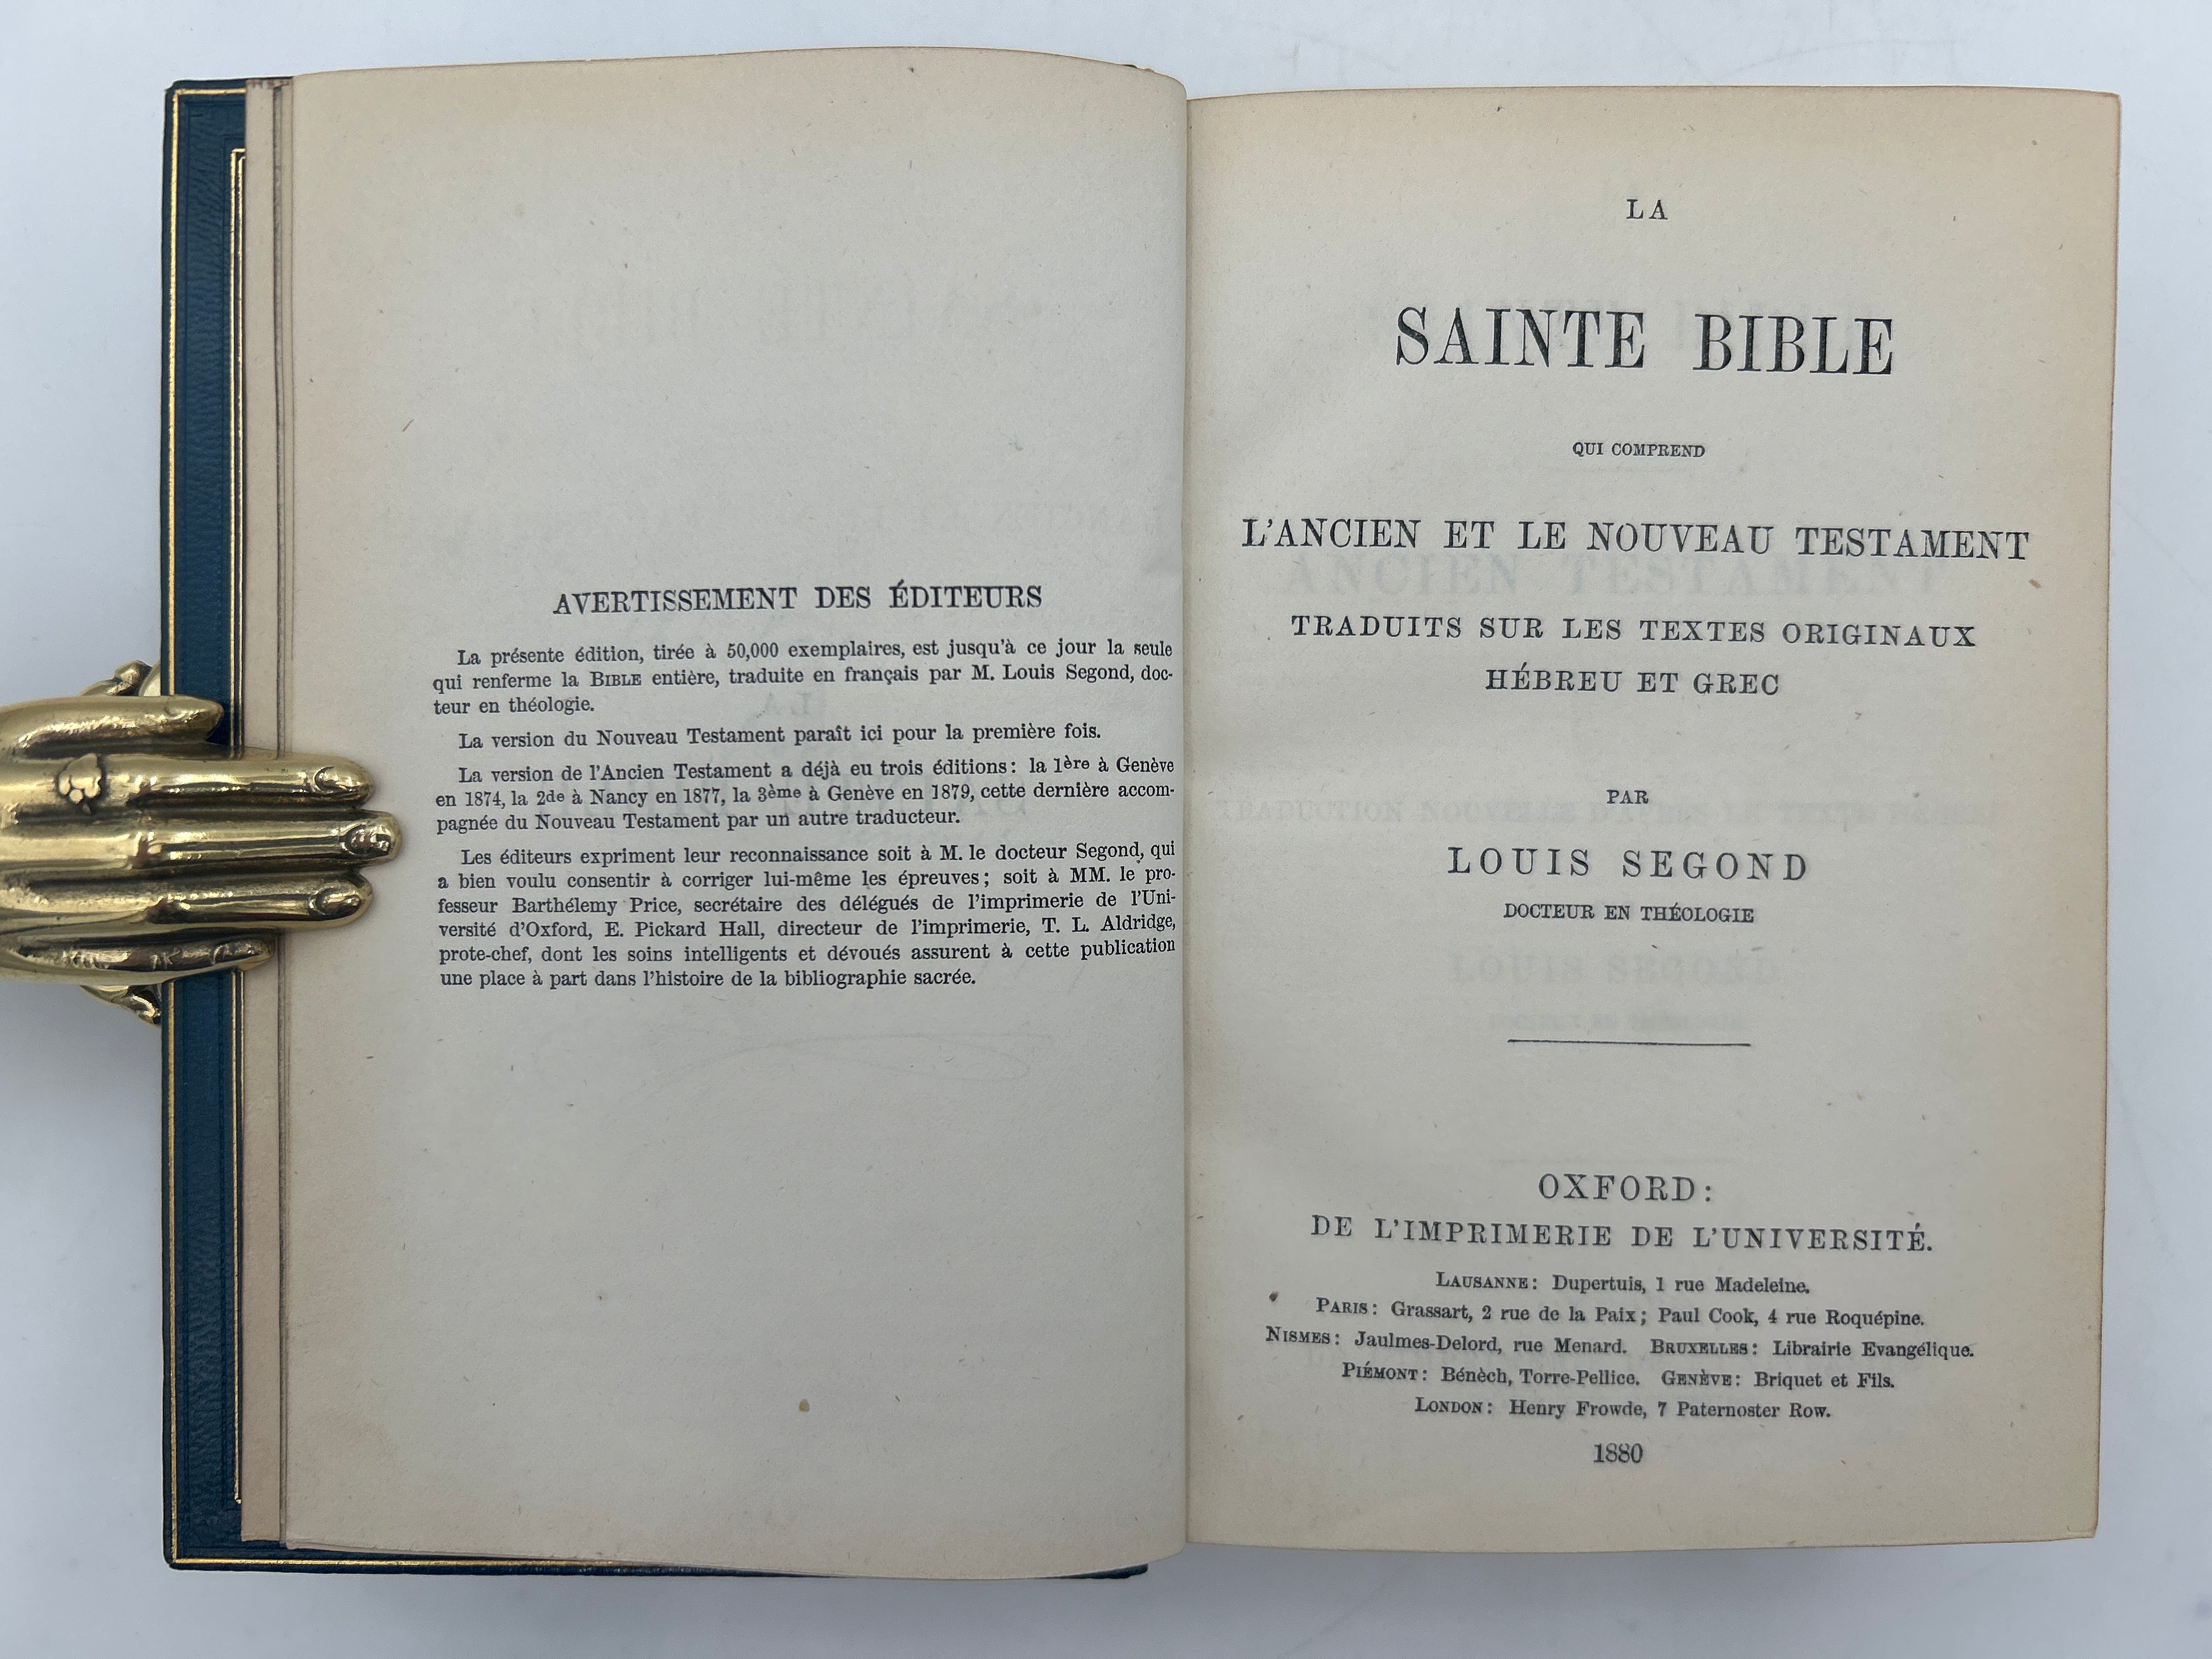 AVERTISSEMENT DES ÉDITEURS
La présente édition, tirée à 50,000 exemplaires, est jusqu'à ce jour la seule
qui renferme la BIBLE entière, traduite en français par M. Louis Segond, doc-
teur en théologie.
La version du Nouveau Testament paraît ici pour la première fois.
La version de l'Ancien Testament a déjà eu trois éditions: la 1ère à Genève
en 1874, la 2de à Nancy en 1877, la 3ème à Genève en 1879, cette dernière accom-
pagnée du Nouveau Testament par un autre traducteur.
Les éditeurs expriment leur reconnaissance soit à M. le docteur Segond, qui
a bien voulu consentir à corriger lui-même les épreuves; soit à MM. le pro-
fesseur Barthélemy Price, secrétaire des délégués de l'imprimerie de l'Uni-
versité d'Oxford, E. Pickard Hall, directeur de l'imprimerie, T. L. Aldridge,
prote-chef, dont les soins intelligents et dévoués assurent à cette publication
une place à part dans l'histoire de la bibliographie sacrée.
LA
SAINTE BIBLE
QUI COMPREND
L'ANCIEN ET LE NOUVEAU TESTAMENT
TRADUITS SUR LES TEXTES ORIGINAUX
HÉBREU ET GREC
PAR
LOUIS SEGOND
DOCTEUR EN THÉOLOGIE
OXFORD:
DE L'IMPRIMERIE DE L'UNIVERSITÉ.
LAUSANNE: Dupertuis, 1 rue Madeleine.
PARIS: Grassart, 2 rue de la Paix; Paul Cook, 4 rue Roquépine.
NISMES: Jaulmes-Delord, rue Menard. BRUXELLES: Librairie Evangélique.
PIÉMONT: Bénèch, Torre-Pellice. GENÈVE: Briquet et Fils.
LONDON: Henry Frowde, 7 Paternoster Row.
1880